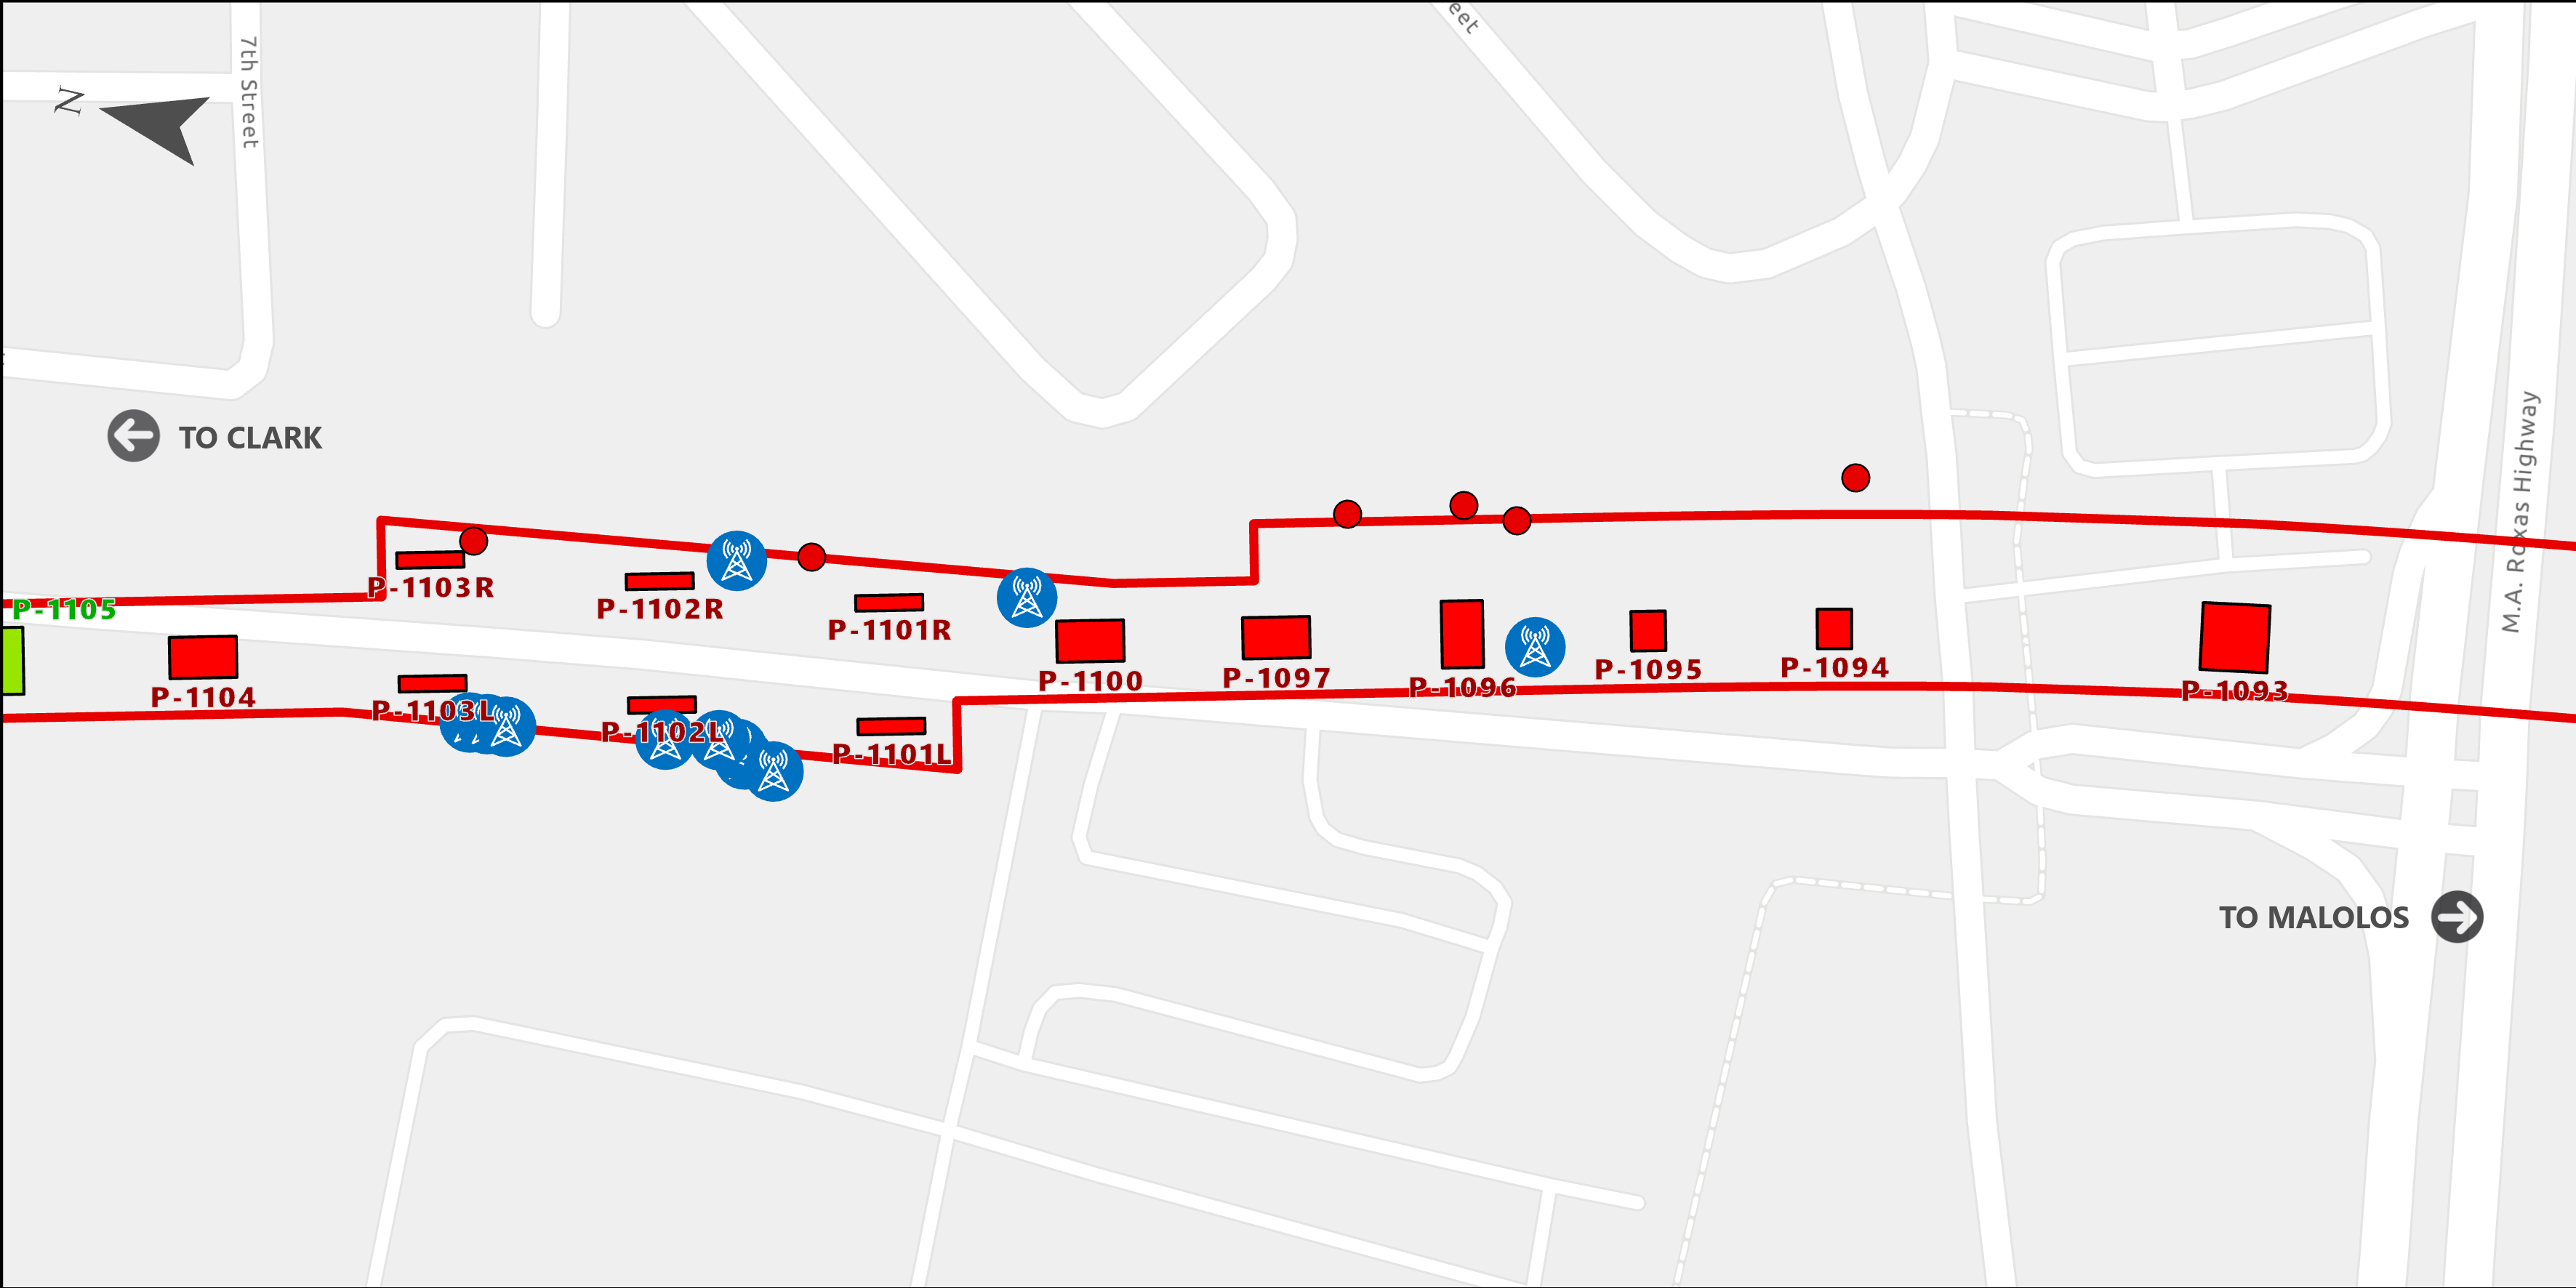 eet
7th Street
N
TO CLARK
M.A. Roxas Highway
P-1103R
P-1102R
P-1101R
P-1105
P-1104
P-1103L
P-1102L
P-1101L
P-1100
P-1097
P-1096
P-1095
P-1094
P-1093
TO MALOLOS